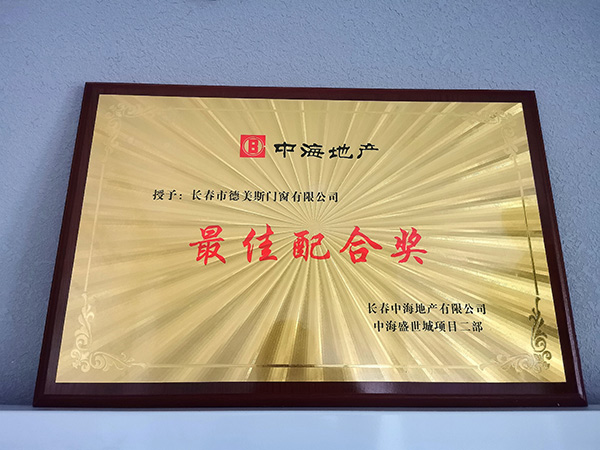 中海地产
授予：长春市德美斯门窗有限公司
最佳配合奖
长春中海地产有限公司
中海盛世城项目二部